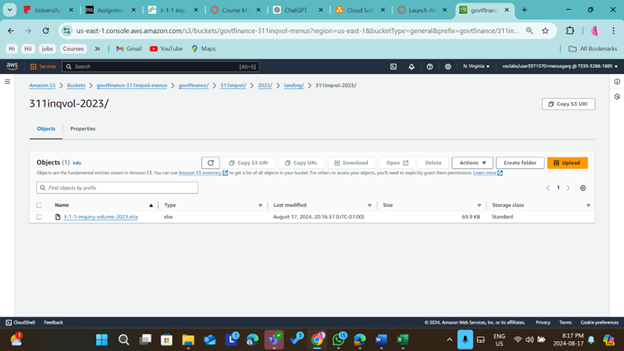 University
Assignme
3-1-1 inqu
Course Mo
ChatGPT
Cloud Sol
Launch AW
govtfinanc
us-east-1.console.aws.amazon.com/s3/buckets/govtfinance-311inqvol-menus?region=us-east-1&bucketType=general&prefix=govtfinance/311in...
Hi
Hii
jobs
Courses
Gmail
YouTube
Maps
All Bookmarks
aws
Services
Search
[Alt+S]
N. Virginia
Amazon S3 > Buckets > govtfinance-311inqvol-menus > govtfinance/ > 311inqvol/ > 2023/ > landing/ > 311inqvol-2023/
311inqvol-2023/
Copy S3 URI
Objects
Properties
Objects (1) Info
Copy S3 URI
Copy URL
Download
Open
Delete
Actions
Create folder
Upload
Objects are the fundamental entities stored in Amazon S3. You can use Amazon S3 inventory to get a list of all objects in your bucket. For others to access your objects, you'll need to explicitly grant them permissions. Learn more
Find objects by prefix
1
Name
Type
Last modified
Size
Storage class
3-1-1-inquiry-volume-2023.xlsx
xlsx
August 17, 2024, 20:16:37 (UTC-07:00)
69.9 KB
Standard
CloudShell
Feedback
© 2024, Amazon Web Services, Inc. or its affiliates.
Privacy
Terms
Cookie preferences
ENG
US
8:17 PM
2024-08-17